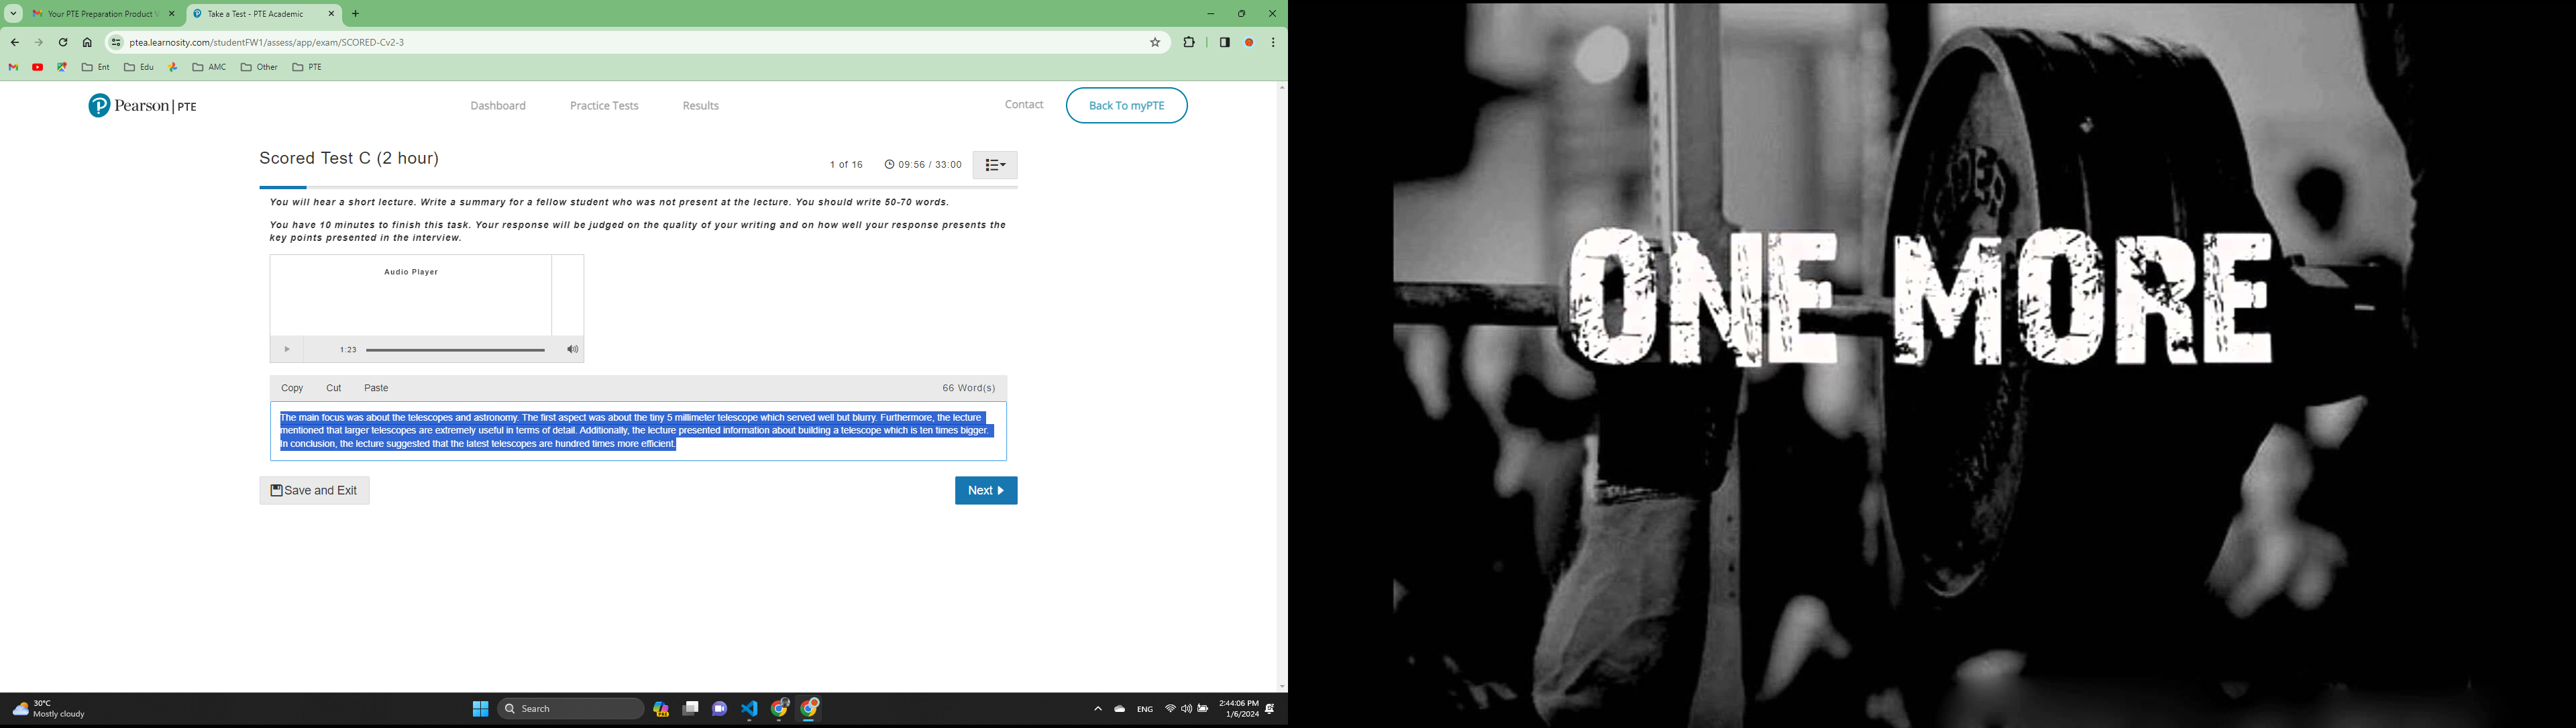 Your PTE Preparation Product V
Take a Test - PTE Academic
ptea.learnosity.com/studentFW1/assess/app/exam/SCORED-Cv2-3
Ent
Edu
AMC
Other
PTE
Pearson | PTE
Dashboard
Practice Tests
Results
Contact
Back To myPTE
Scored Test C (2 hour)
1 of 16
09:56 / 33:00
You will hear a short lecture. Write a summary for a fellow student who was not present at the lecture. You should write 50-70 words.
You have 10 minutes to finish this task. Your response will be judged on the quality of your writing and on how well your response presents the
key points presented in the interview.
Audio Player
1:23
Copy
Cut
Paste
66 Word(s)
The main focus was about the telescopes and astronomy. The first aspect was about the tiny 5 millimeter telescope which served well but blurry. Furthermore, the lecture
mentioned that larger telescopes are extremely useful in terms of detail. Additionally, the lecture presented information about building a telescope which is ten times bigger.
In conclusion, the lecture suggested that the latest telescopes are hundred times more efficient.
Save and Exit
Next
ONE MORE
30°C
Mostly cloudy
Search
ENG
2:44:06 PM
1/6/2024